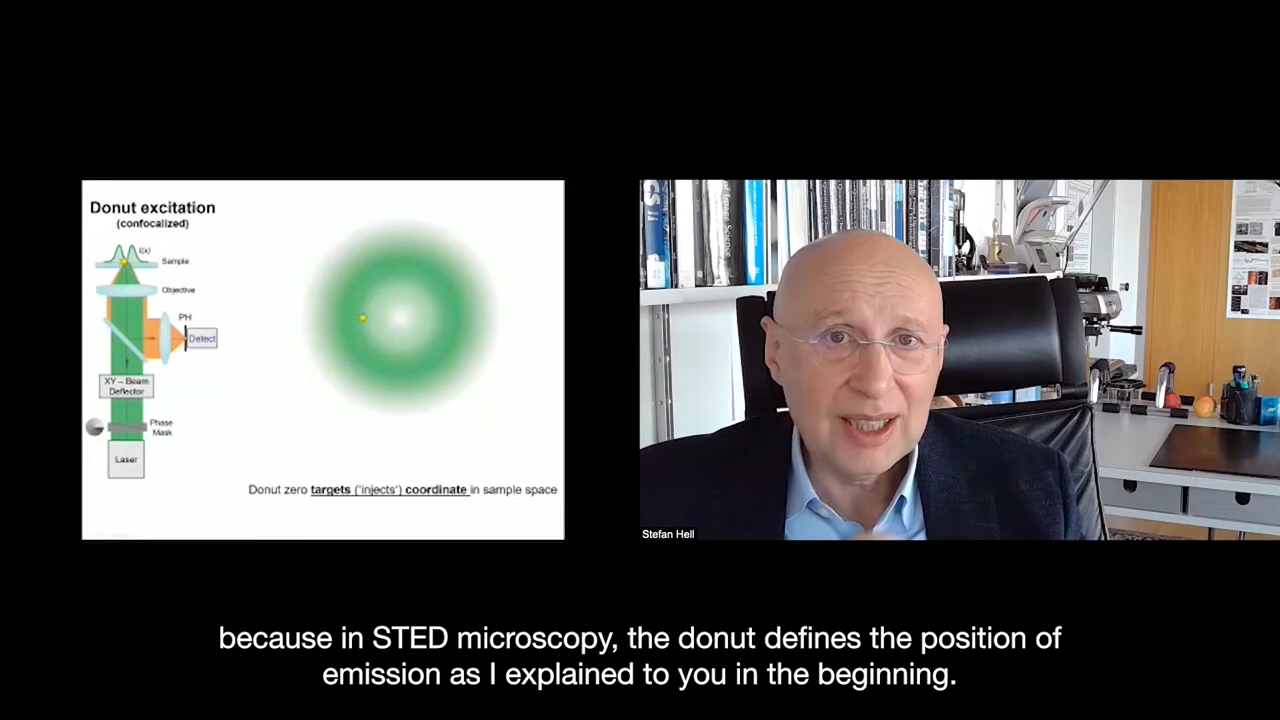 Donut excitation
(confocalized)
I(x)
Sample
Objective
PH
Detect
XY – Beam
Deflector
Phase
Mask
Laser
Donut zero targets ('injects') coordinate in sample space
Stefan Hell
because in STED microscopy, the donut defines the position of
emission as I explained to you in the beginning.